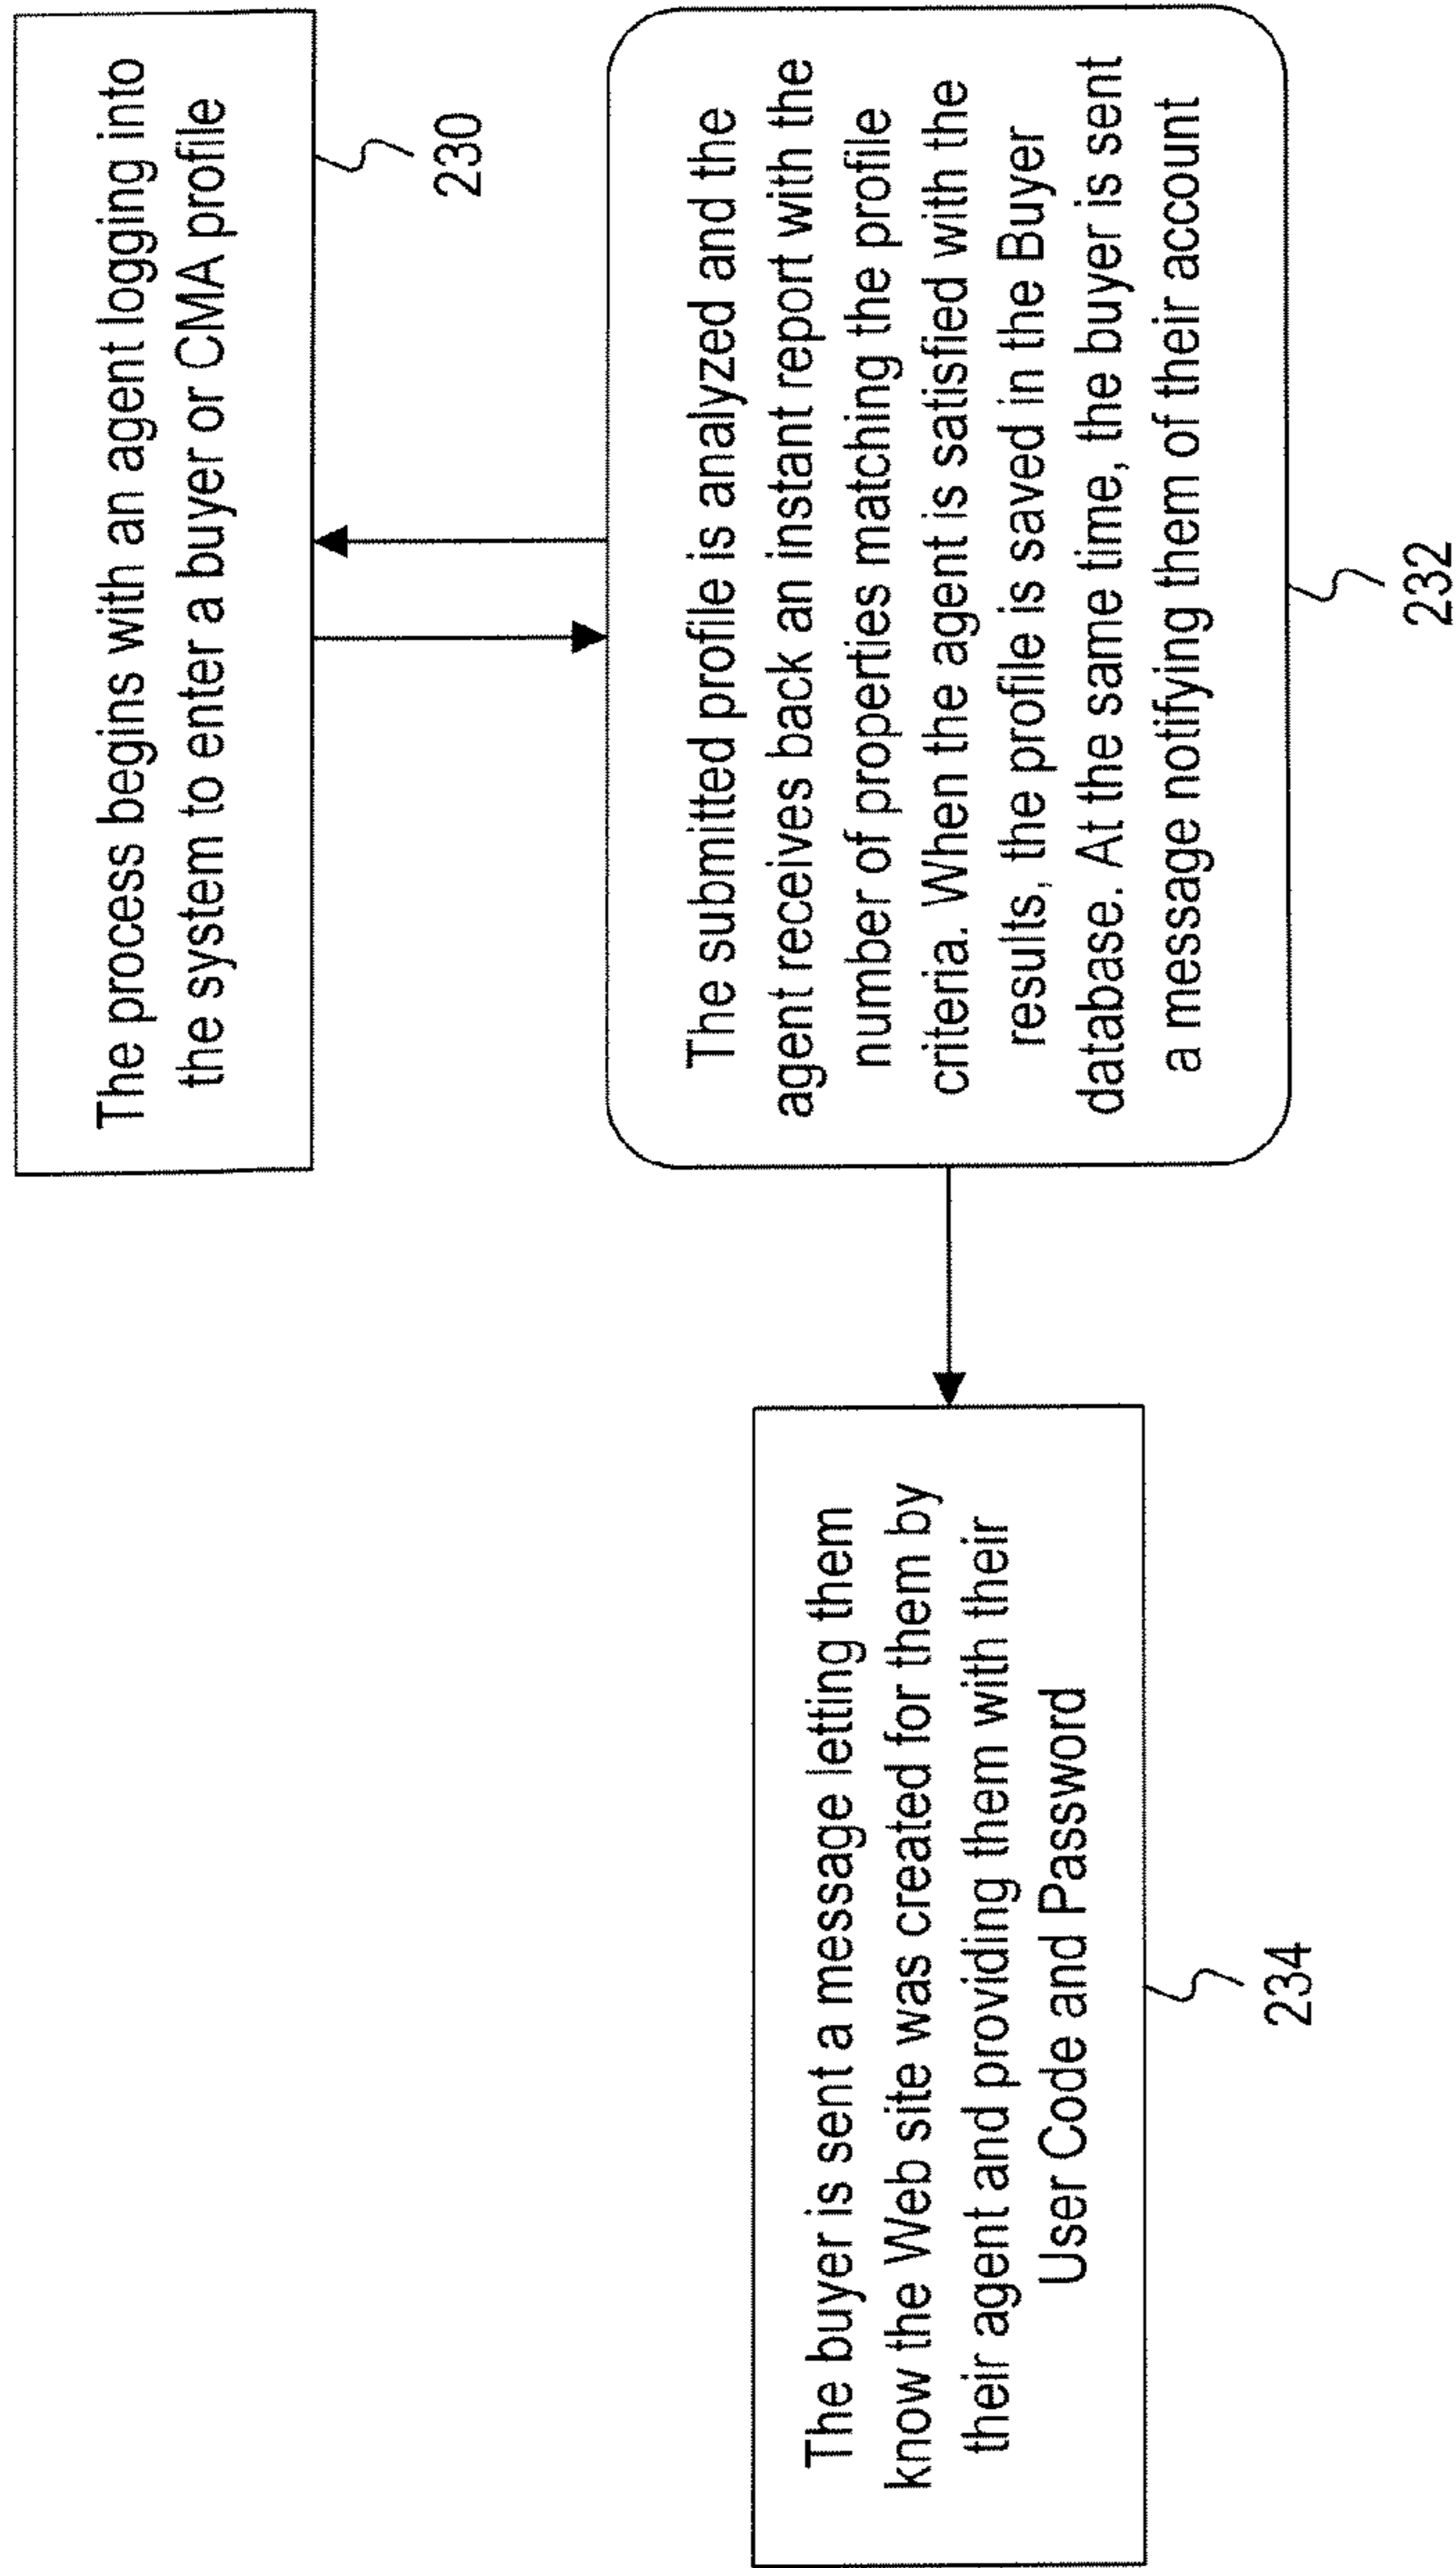 The process begins with an agent logging into
the system to enter a buyer or CMA profile
230
The submitted profile is analyzed and the
agent receives back an instant report with the
number of properties matching the profile
criteria. When the agent is satisfied with the
results, the profile is saved in the Buyer
database. At the same time, the buyer is sent
a message notifying them of their account
232
The buyer is sent a message letting them
know the Web site was created for them by
their agent and providing them with their
User Code and Password
234